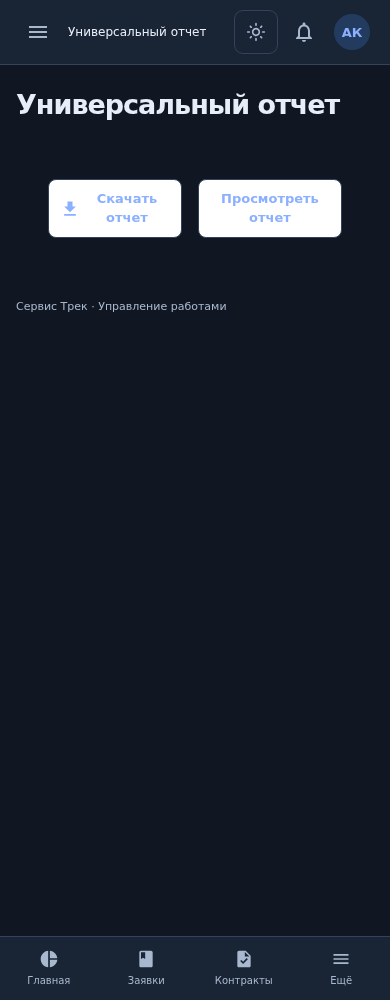 Универсальный отчет
АК
Универсальный отчет
Скачать
отчет
Просмотреть
отчет
Сервис Трек · Управление работами
Главная
Заявки
Контракты
Ещё